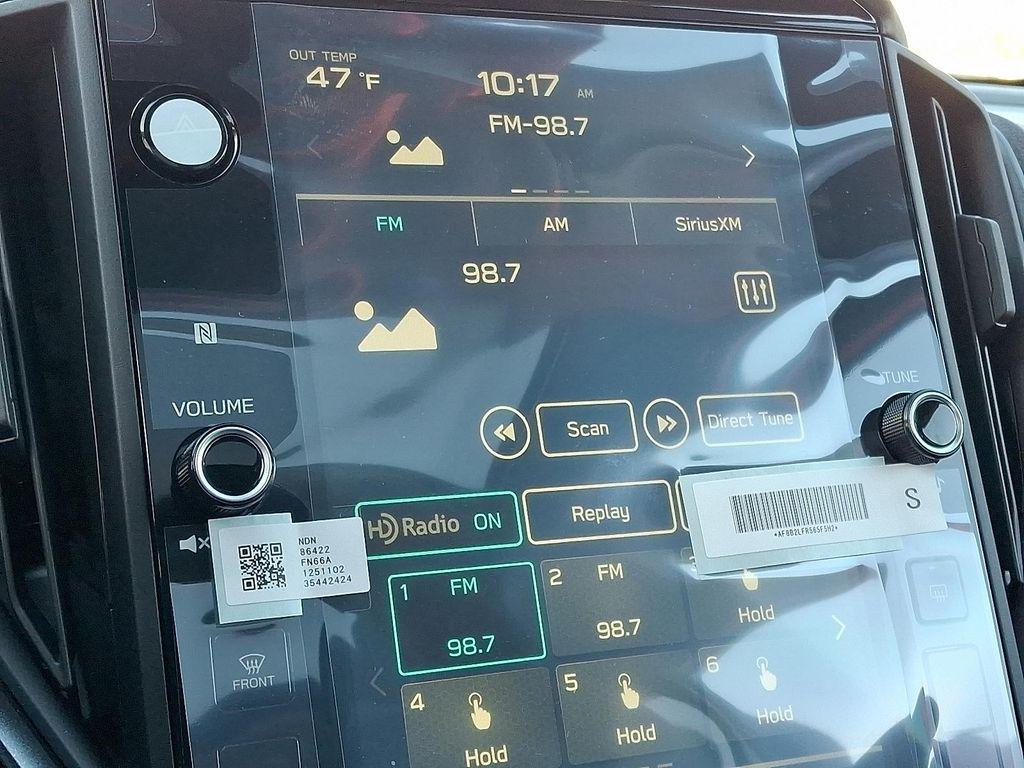 OUT TEMP
47 °F
10:17 AM
FM-98.7
FM
AM
SiriusXM
98.7
VOLUME
TUNE
Scan
Direct Tune
HD Radio ON
Replay
S
*AF8B2LFR565F5H2*
NDN
86422
FN66A
1251102
35442424
1
FM
98.7
2
FM
98.7
Hold
FRONT
4
Hold
5
Hold
6
Hold